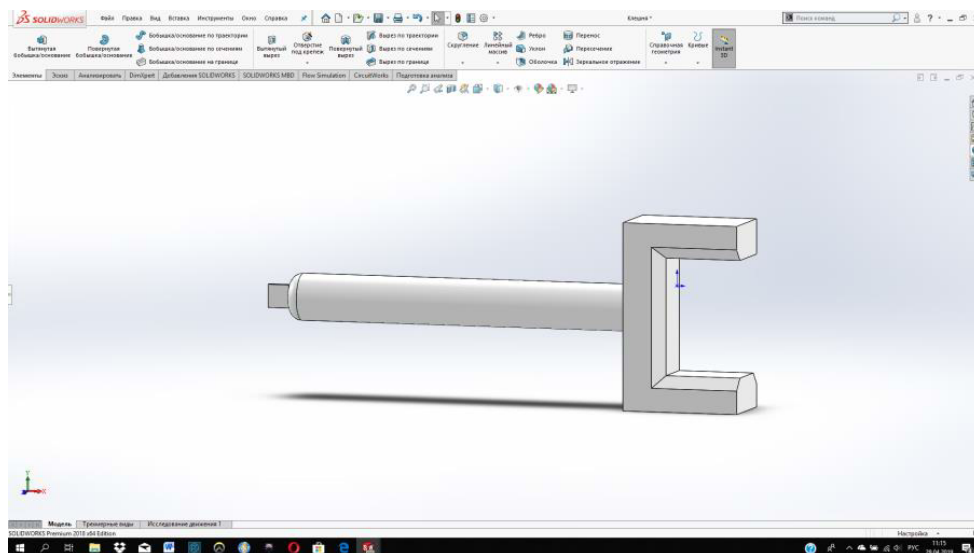 SOLIDWORKS Файл Правка Вид Вставка Инструменты Окно Справка Клешня * Поиск команд
Вытянутая бобышка/основание
Повернутая бобышка/основание
Бобышка/основание по траектории
Бобышка/основание по сечениям
Бобышка/основание на границе
Вытянутый вырез
Отверстие под крепеж
Повернутый вырез
Вырез по траектории
Вырез по сечениям
Вырез по границе
Скругление
Линейный массив
Ребро
Уклон
Оболочка
Перенос
Пересечение
Зеркальное отражение
Справочная геометрия
Кривые
Instant 3D
Элементы Эскиз Анализировать DimXpert Добавления SOLIDWORKS SOLIDWORKS MBD Flow Simulation CircuitWorks Подготовка анализа
Модель Трехмерные виды Исследование движения 1
SOLIDWORKS Premium 2018 x64 Edition Настройка
РУС 11:15